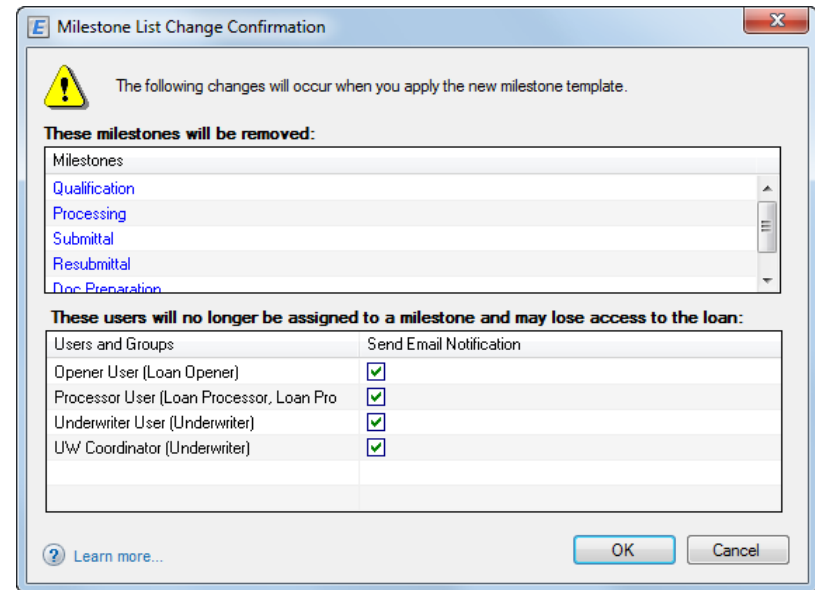 E Milestone List Change Confirmation
The following changes will occur when you apply the new milestone template.
These milestones will be removed:
Milestones
Qualification
Processing
Submittal
Resubmittal
Doc Preparation
These users will no longer be assigned to a milestone and may lose access to the loan:
Users and Groups Send Email Notification
Opener User (Loan Opener)
Processor User (Loan Processor, Loan Pro
Underwriter User (Underwriter)
UW Coordinator (Underwriter)
? Learn more... OK Cancel